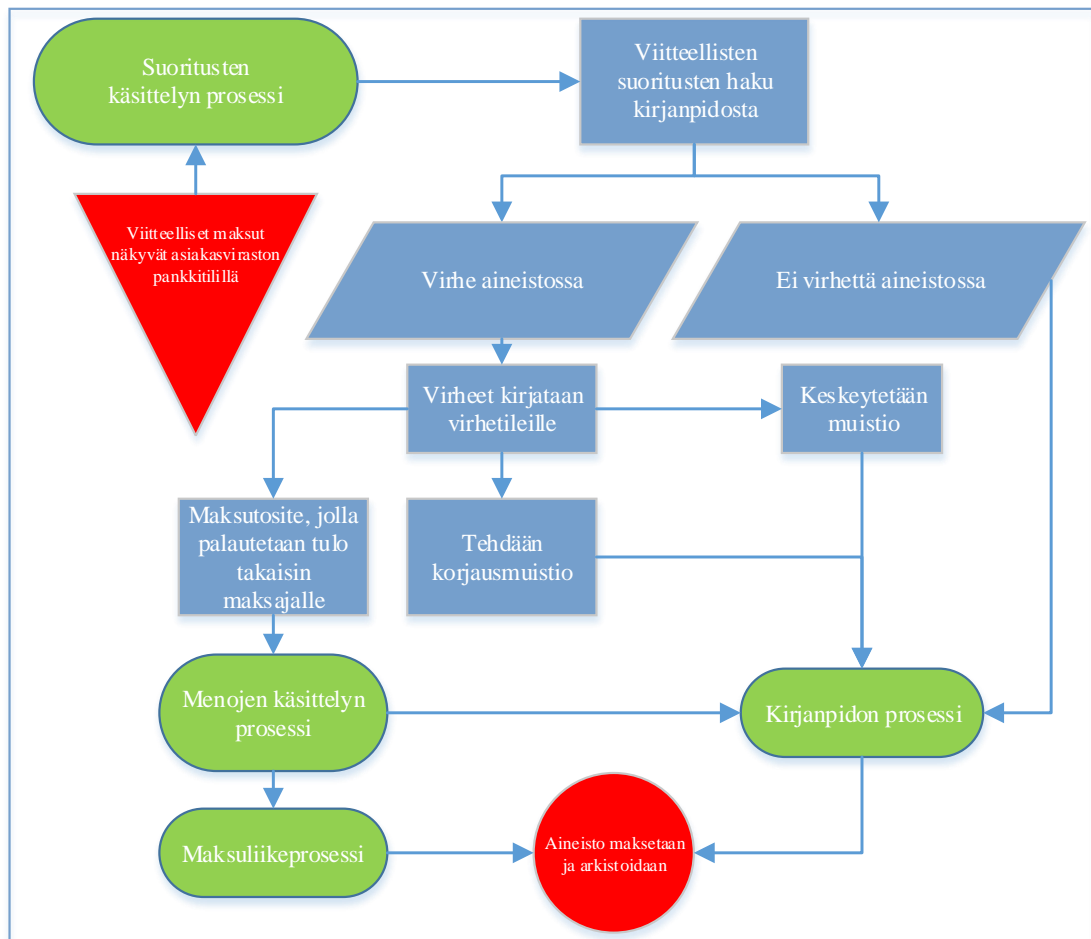 Suoritusten
käsittelyn prosessi
Viitteellisten
suoritusten haku
kirjanpidosta
Viitteelliset maksut
näkyvät asiakasviraston
pankkitilillä
Virhe aineistossa
Ei virhettä aineistossa
Virheet kirjataan
virhetileille
Keskeytetään
muistio
Maksutosite, jolla
palautetaan tulo
takaisin
maksajalle
Tehdään
korjausmuistio
Menojen käsittelyn
prosessi
Kirjanpidon prosessi
Maksuliikeprosessi
Aineisto maksetaan
ja arkistoidaan